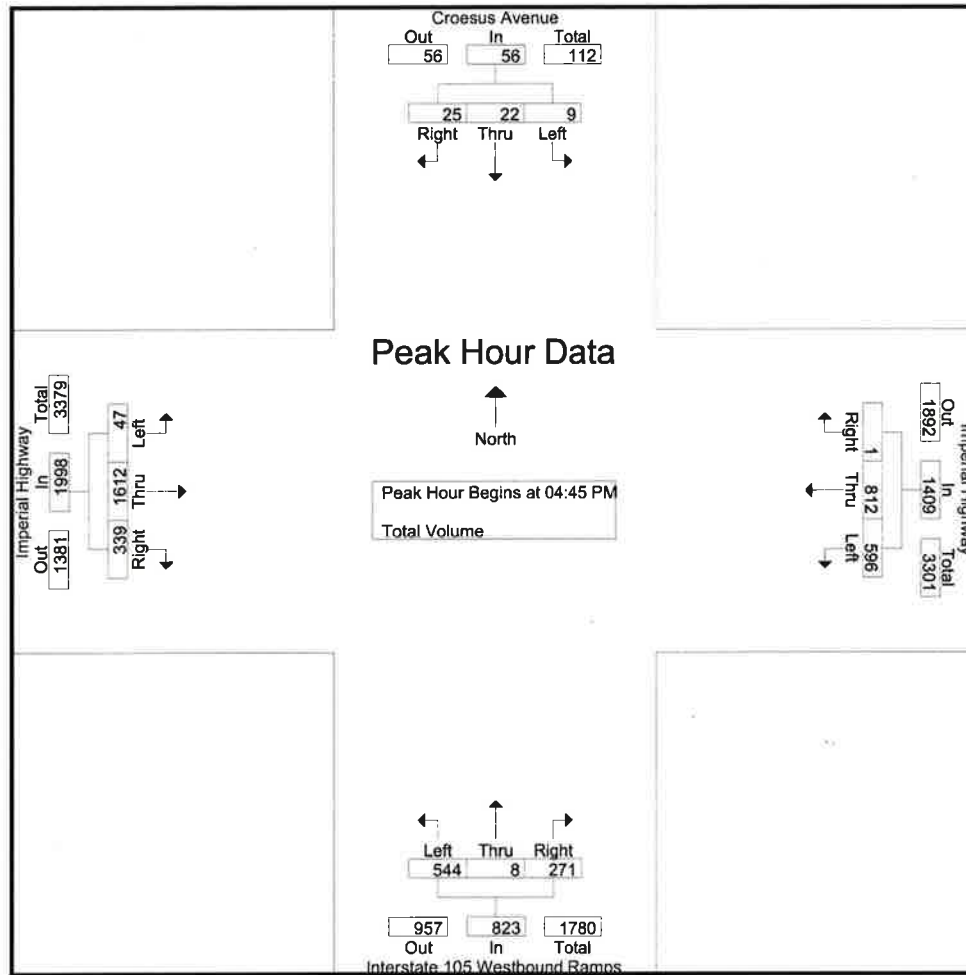 Croesus Avenue
Out In Total
56 56 112
25 22 9
Right Thru Left
Peak Hour Data
North
Peak Hour Begins at 04:45 PM
Total Volume
Imperial Highway
Out In Total
1381 1998 3379
47 1612 339
Left Thru Right
Imperial Highway
Out In Total
1892 1409 3301
Right Thru Left
1 812 596
Left Thru Right
544 8 271
957 823 1780
Out In Total
Interstate 105 Westbound Ramps